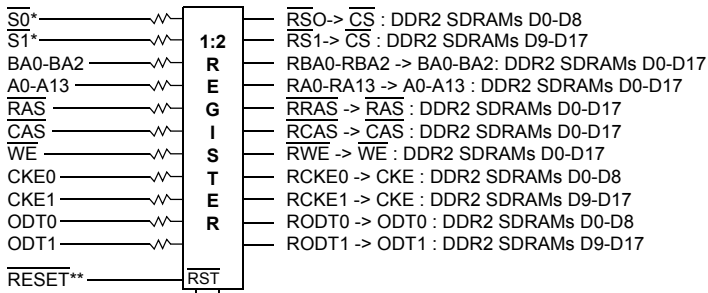 S0* RSO-> CS : DDR2 SDRAMs D0-D8
S1* 1:2 RS1-> CS : DDR2 SDRAMs D9-D17
BA0-BA2 R RBA0-RBA2 -> BA0-BA2: DDR2 SDRAMs D0-D17
A0-A13 E RA0-RA13 -> A0-A13 : DDR2 SDRAMs D0-D17
RAS G RRAS -> RAS : DDR2 SDRAMs D0-D17
CAS I RCAS -> CAS : DDR2 SDRAMs D0-D17
WE S RWE -> WE : DDR2 SDRAMs D0-D17
CKE0 T RCKE0 -> CKE : DDR2 SDRAMs D0-D8
CKE1 E RCKE1 -> CKE : DDR2 SDRAMs D9-D17
ODT0 R RODT0 -> ODT0 : DDR2 SDRAMs D0-D8
ODT1 RODT1 -> ODT1 : DDR2 SDRAMs D9-D17
RESET** RST